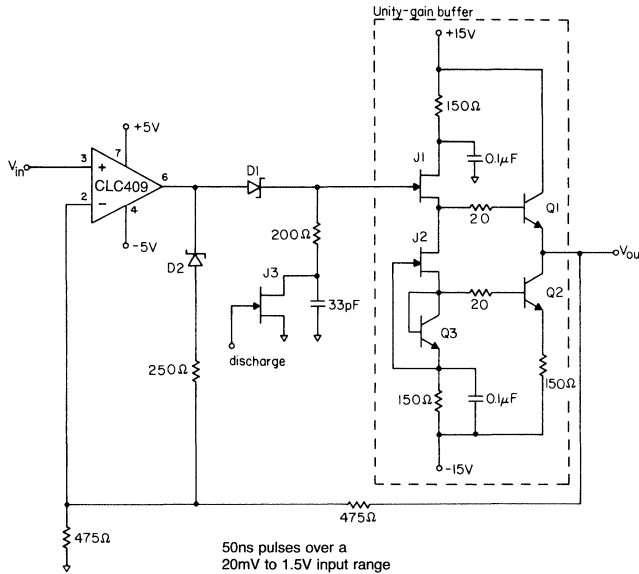 Unity-gain buffer
+15V
150Ω
0.1µF
J1
20
Q1
+5V
7
Vin
3
+
CLC409
6
2
−
4
-5V
D1
D2
200Ω
J3
33pF
discharge
250Ω
J2
20
Q2
Vou
Q3
150Ω
0.1µF
150Ω
-15V
475Ω
475Ω
50ns pulses over a
20mV to 1.5V input range